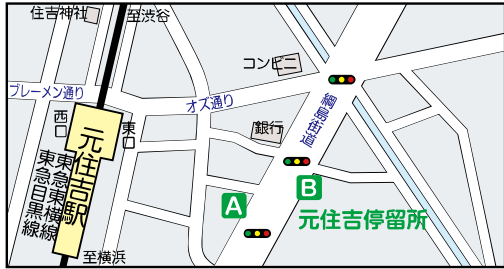 住吉神社
至渋谷
コンビニ
ブレーメン通り
オズ通り
綱島街道
西口
東口
銀行
元住吉駅
東急東横線
東急目黒線
A
B
元住吉停留所
至横浜